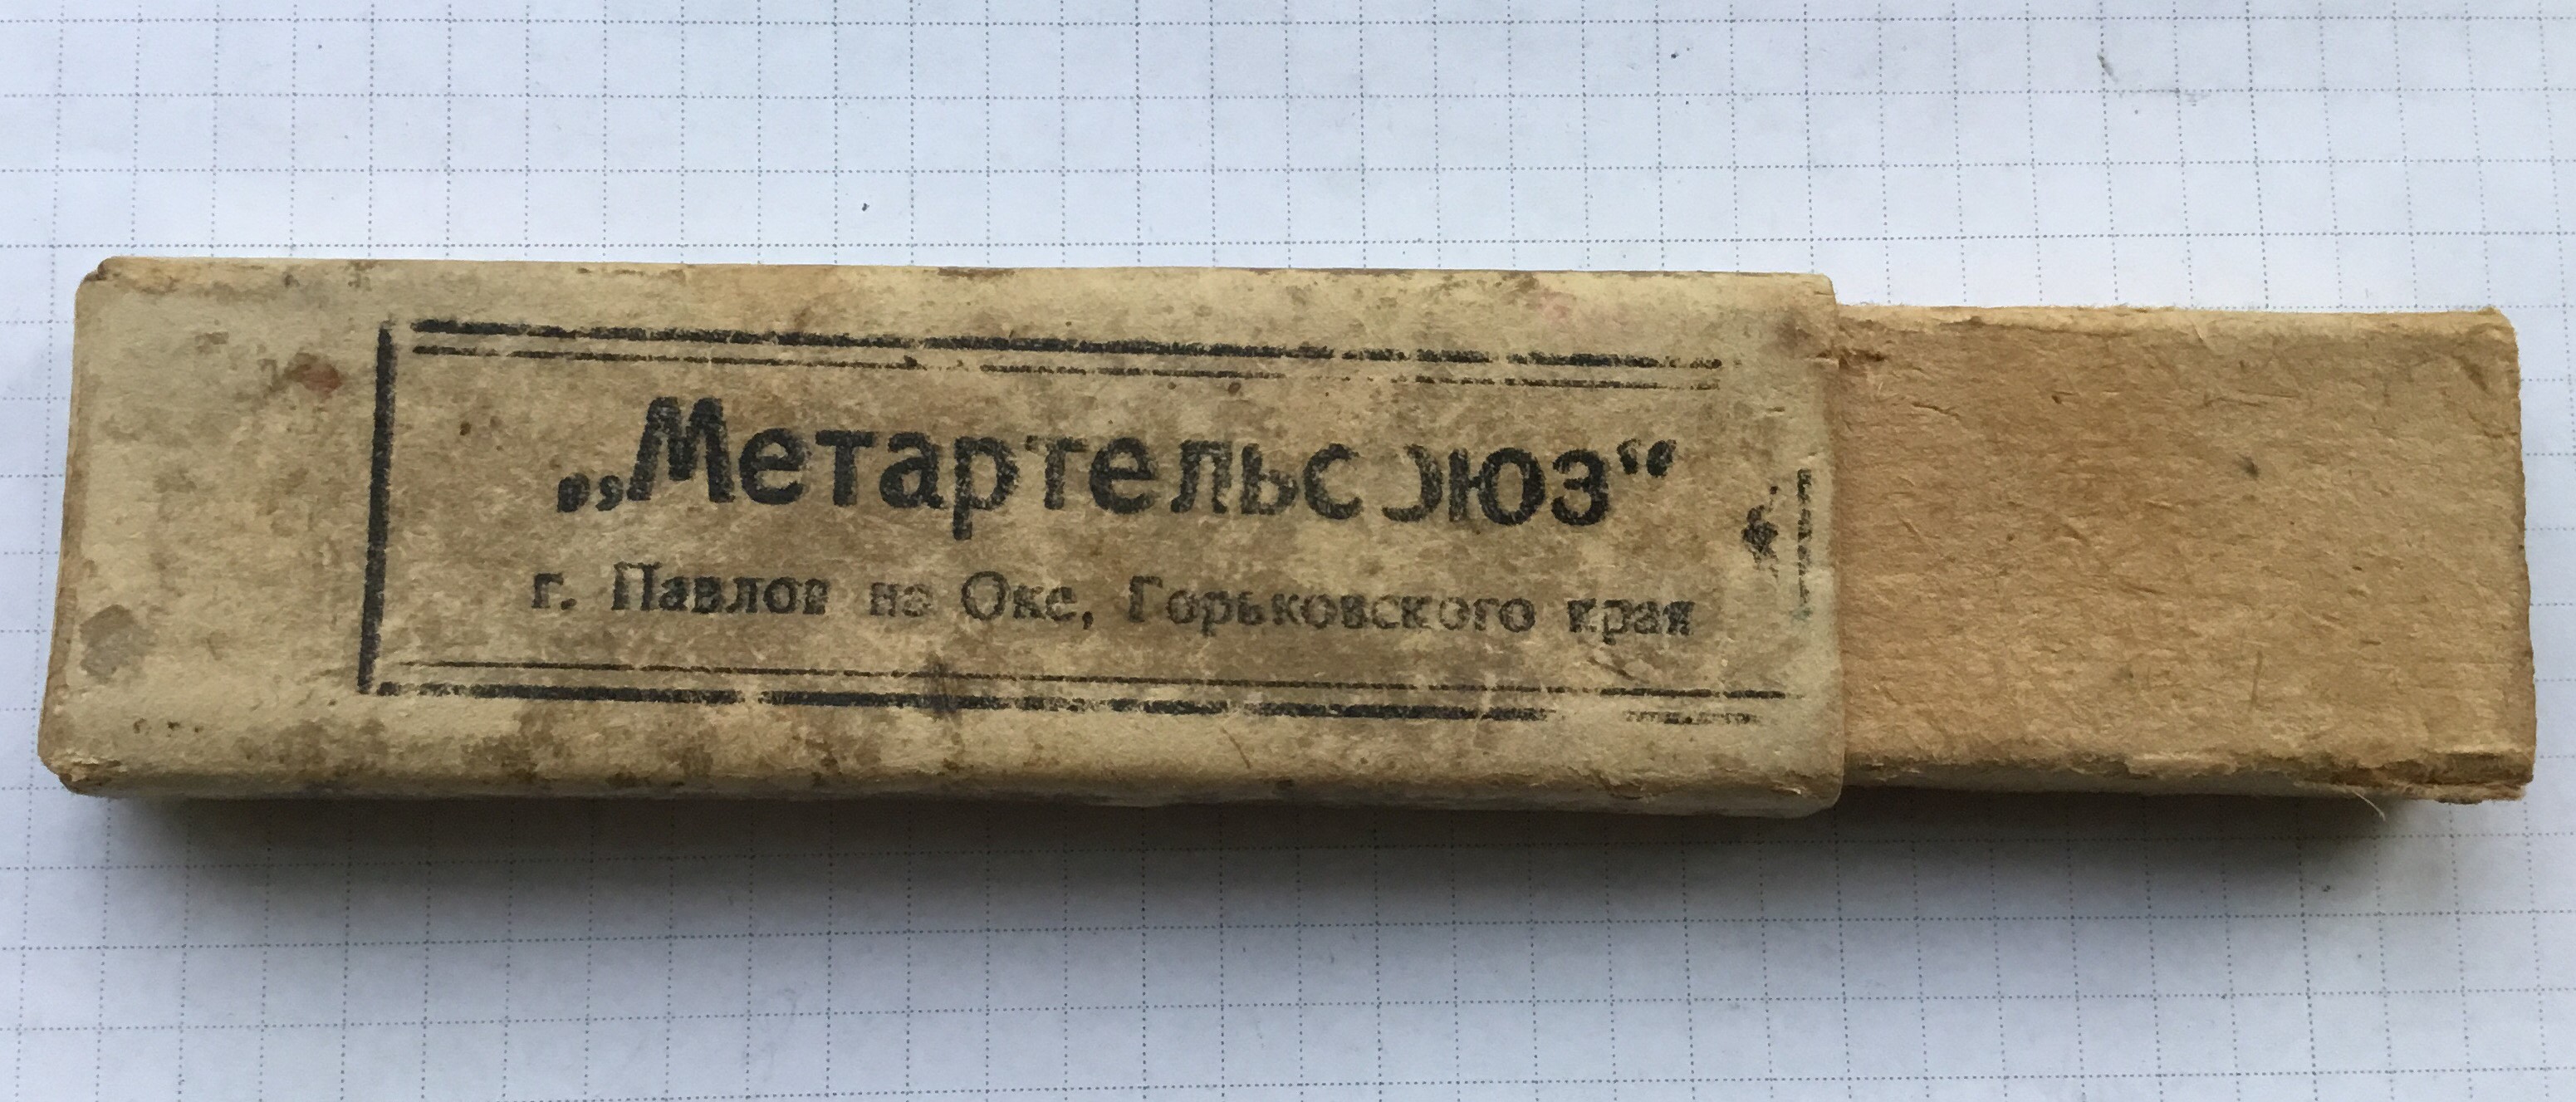 „Метартельсоюз“
г. Павлов на Оке, Горьковского края